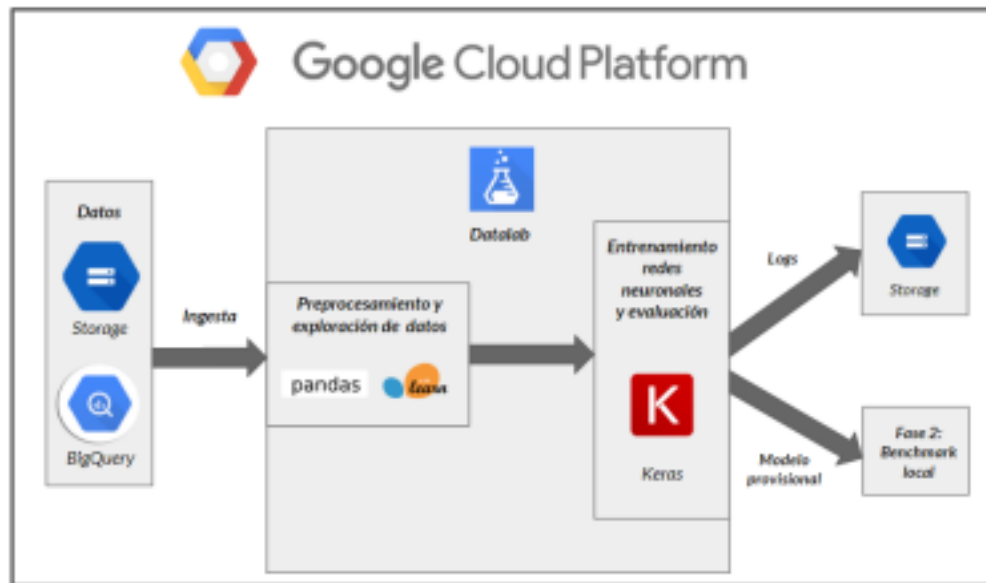 Google Cloud Platform
Datos
Storage
BigQuery
Ingesta
Datalab
Preprocesamiento y
exploración de datos
pandas
learn
Entrenamiento
redes
neuronales
y evaluación
K
Keras
Logs
Storage
Modelo
provisional
Fase 2:
Benchmark
local